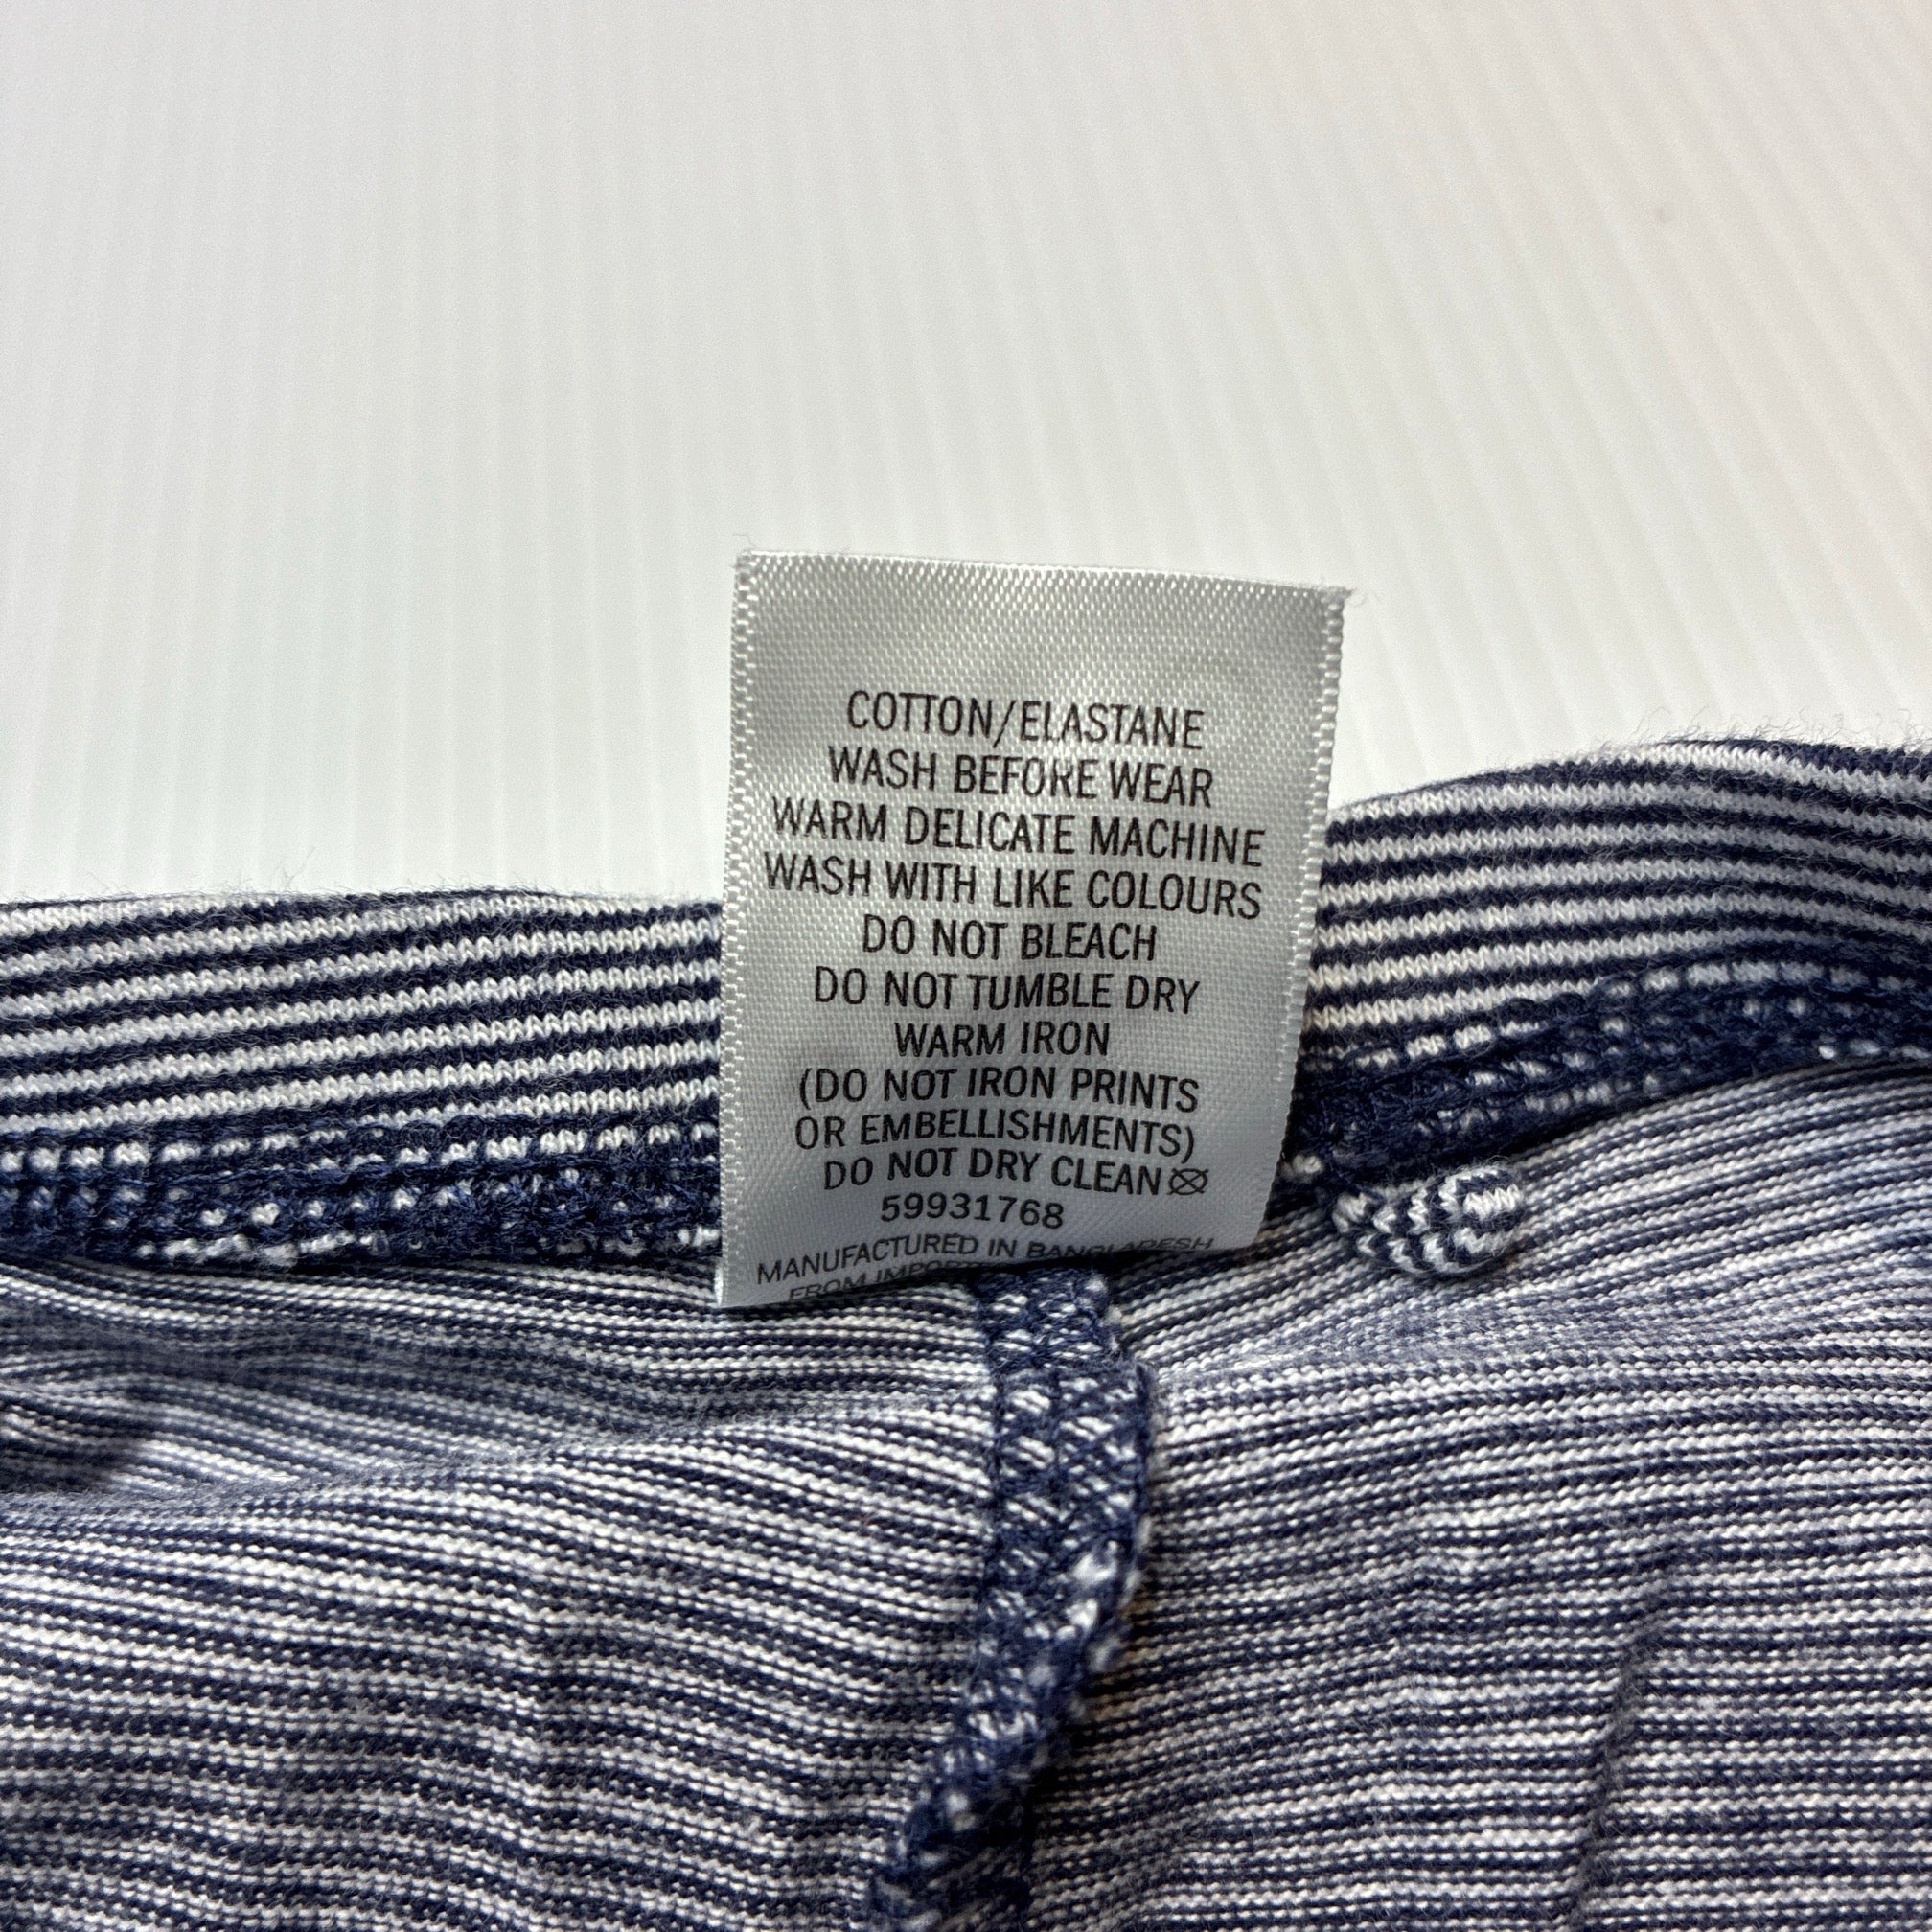 COTTON/ELASTANE
WASH BEFORE WEAR
WARM DELICATE MACHINE
WASH WITH LIKE COLOURS
DO NOT BLEACH
DO NOT TUMBLE DRY
WARM IRON
(DO NOT IRON PRINTS
OR EMBELLISHMENTS)
DO NOT DRY CLEAN
59931768
MANUFACTURED IN BANGLADESH
FROM